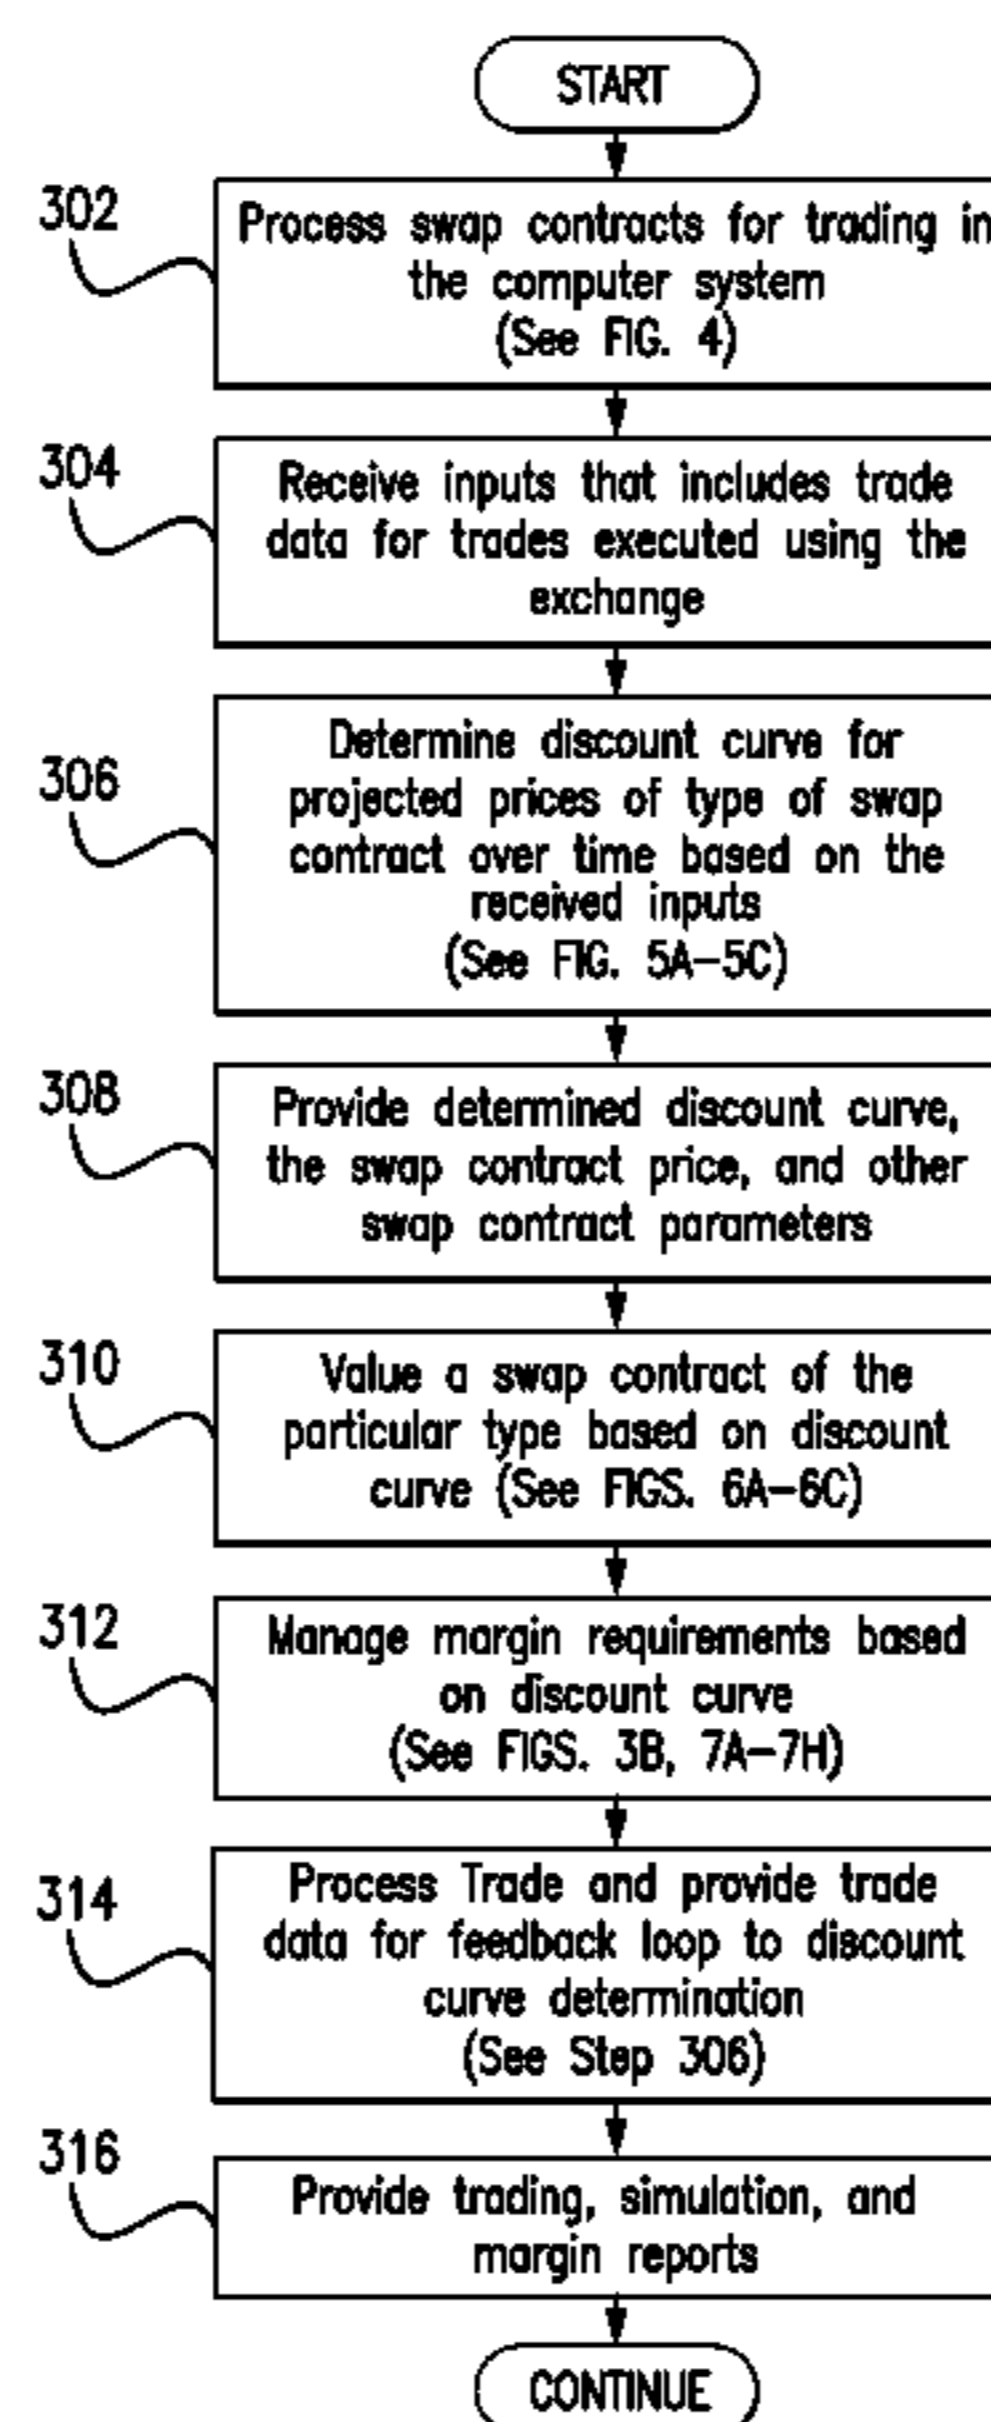 START
302
Process swap contracts for trading in
the computer system
(See FIG. 4)
304
Receive inputs that includes trade
data for trades executed using the
exchange
306
Determine discount curve for
projected prices of type of swap
contract over time based on the
received inputs
(See FIG. 5A-5C)
308
Provide determined discount curve,
the swap contract price, and other
swap contract parameters
310
Value a swap contract of the
particular type based on discount
curve (See FIGS. 6A-6C)
312
Manage margin requirements based
on discount curve
(See FIGS. 3B, 7A-7H)
314
Process Trade and provide trade
data for feedback loop to discount
curve determination
(See Step 306)
316
Provide trading, simulation, and
margin reports
CONTINUE